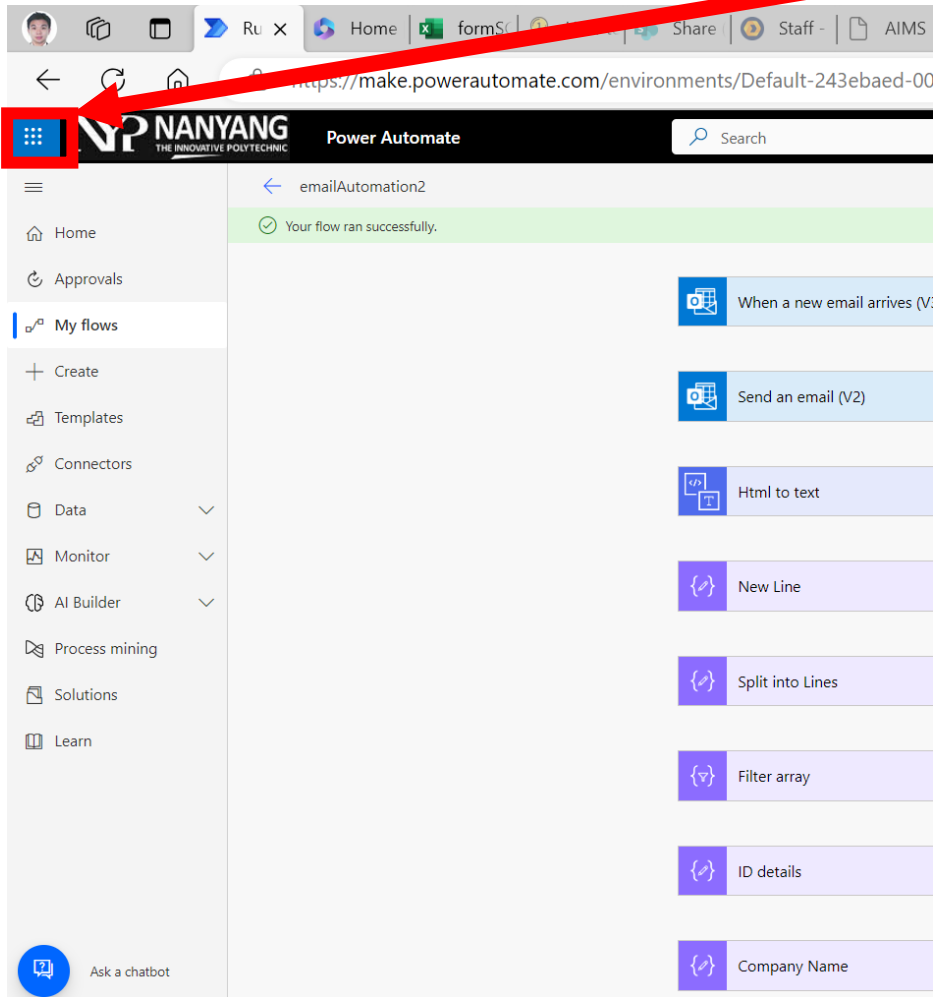 Ru
Home
formS
Share
Staff -
AIMS
https://make.powerautomate.com/environments/Default-243ebaed-00
NYP NANYANG
THE INNOVATIVE POLYTECHNIC
Power Automate
Search
emailAutomation2
Your flow ran successfully.
Home
Approvals
My flows
Create
Templates
Connectors
Data
Monitor
AI Builder
Process mining
Solutions
Learn
Ask a chatbot
When a new email arrives (V3
Send an email (V2)
Html to text
New Line
Split into Lines
Filter array
ID details
Company Name